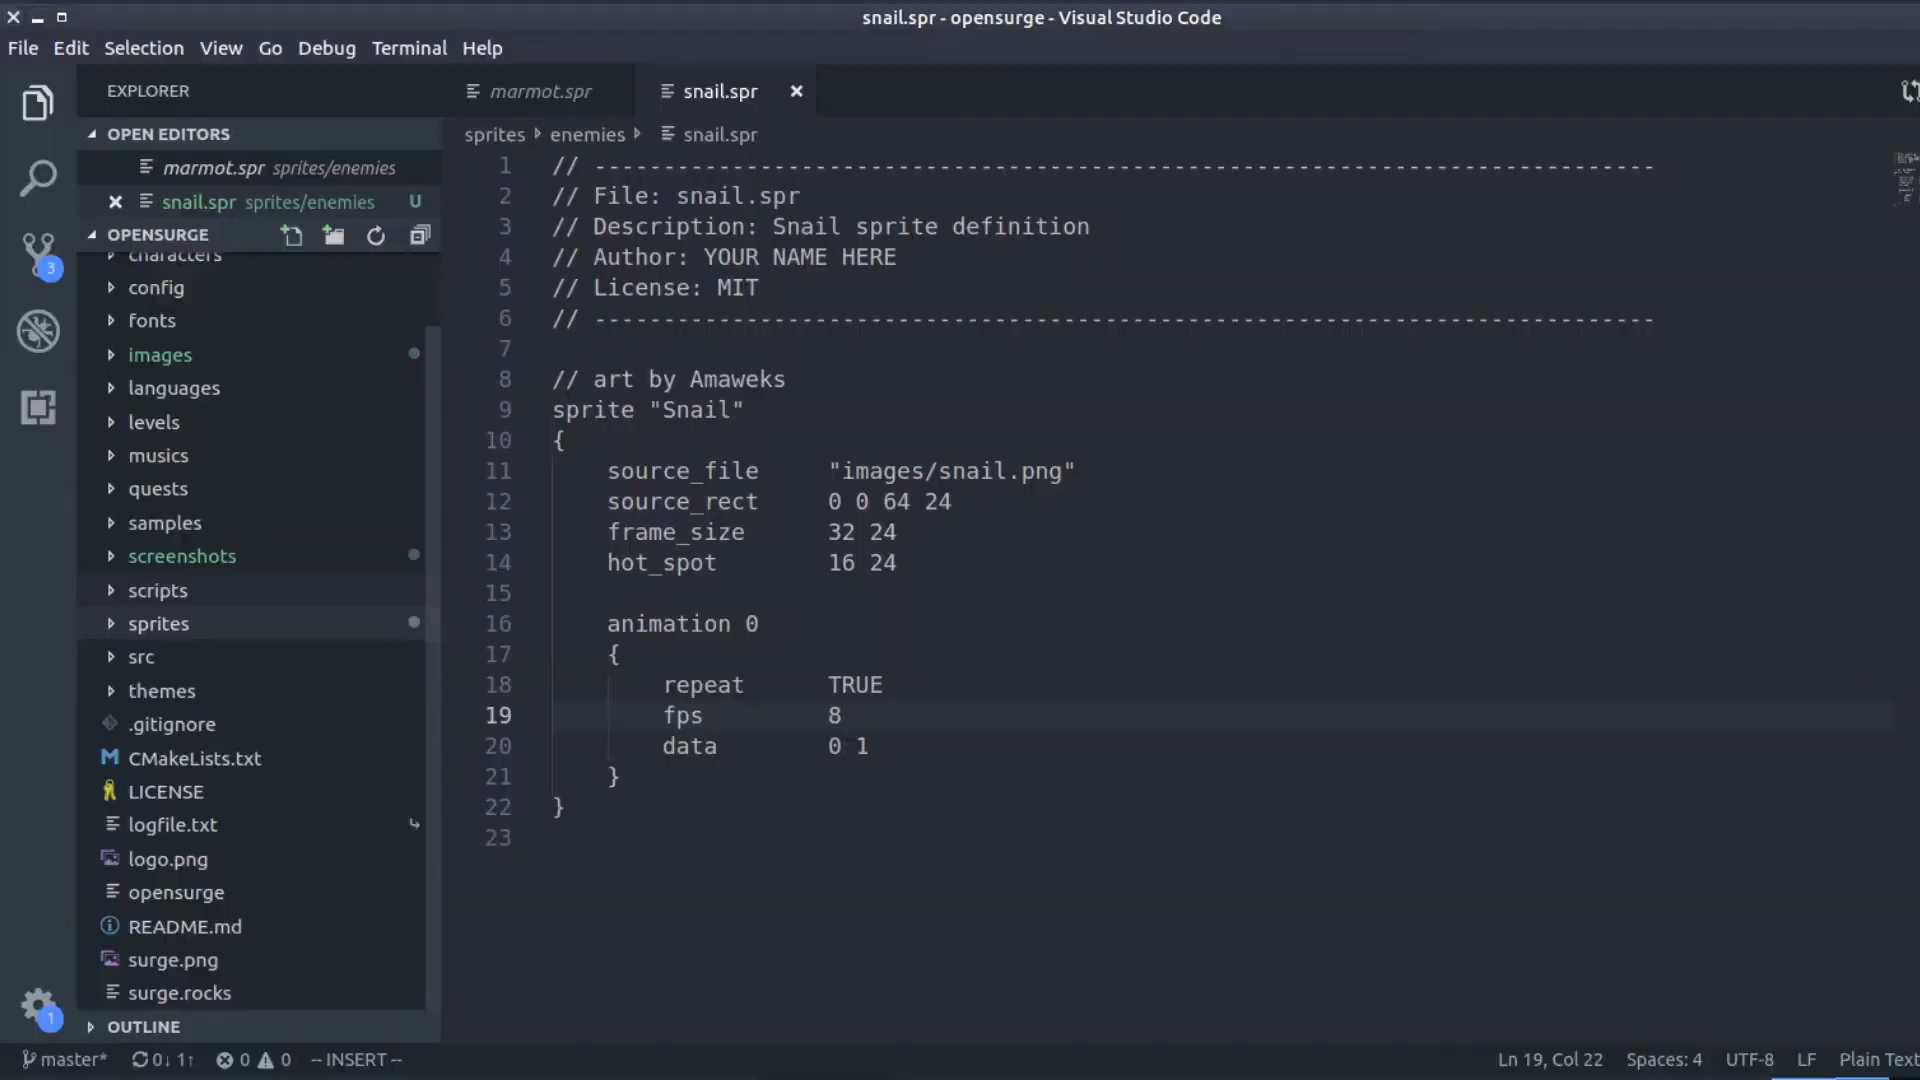 snail.spr - opensurge - Visual Studio Code
File Edit Selection View Go Debug Terminal Help
EXPLORER
OPEN EDITORS
marmot.spr sprites/enemies
snail.spr sprites/enemies U
OPENSURGE
characters
config
fonts
images
languages
levels
musics
quests
samples
screenshots
scripts
sprites
src
themes
.gitignore
CMakeLists.txt
LICENSE
logfile.txt
logo.png
opensurge
README.md
surge.png
surge.rocks
OUTLINE
3
1
marmot.spr
snail.spr
sprites enemies snail.spr
1 // -----------------------------------------------------------------------------
2 // File: snail.spr
3 // Description: Snail sprite definition
4 // Author: YOUR NAME HERE
5 // License: MIT
6 // -----------------------------------------------------------------------------
7
8 // art by Amaweks
9 sprite "Snail"
10 {
11 source_file "images/snail.png"
12 source_rect 0 0 64 24
13 frame_size 32 24
14 hot_spot 16 24
15
16 animation 0
17 {
18 repeat TRUE
19 fps 8
20 data 0 1
21 }
22 }
23
master* 0↓ 1↑ 0 0 -- INSERT -- Ln 19, Col 22 Spaces: 4 UTF-8 LF Plain Text